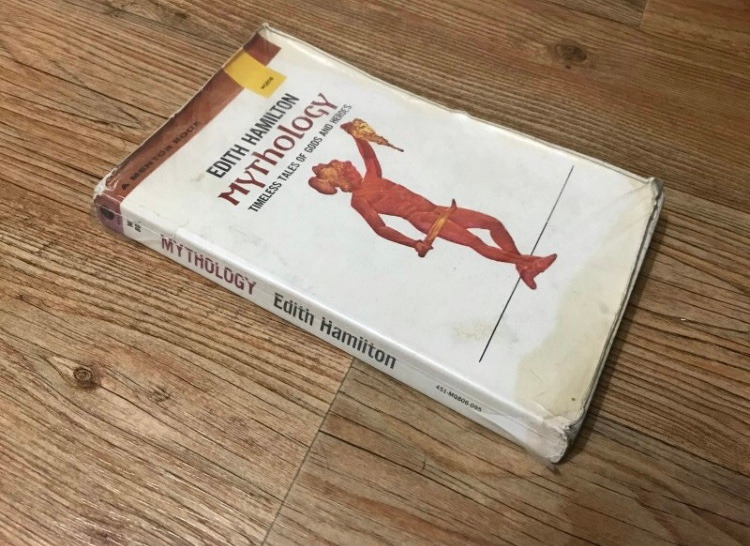 A MENTOR BOOK
EDITH HAMILTON
MYTHOLOGY
TIMELESS TALES OF GODS AND HEROES
MYTHOLOGY
Edith Hamilton
451-MQ806-095